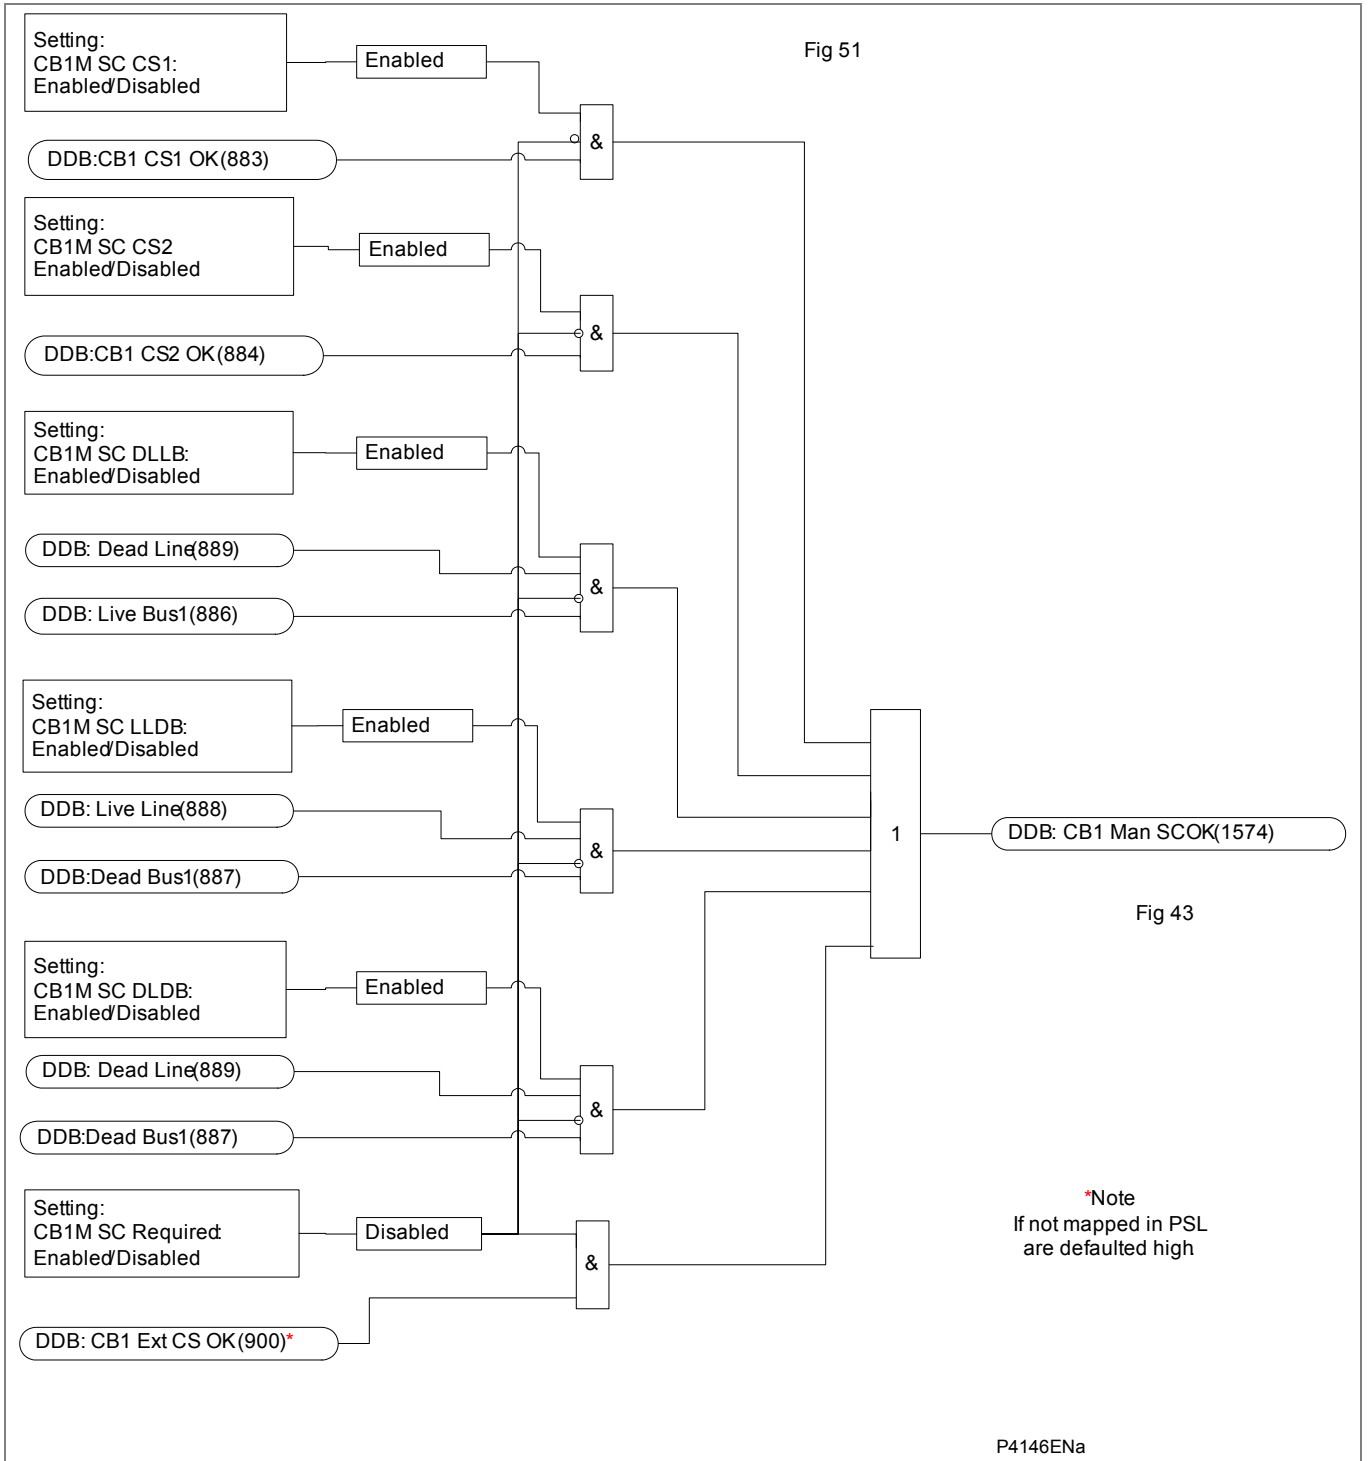 Fig 51
Setting:
CB1M SC CS1:
Enabled/Disabled
Enabled
&
DDB:CB1 CS1 OK(883)
Setting:
CB1M SC CS2
Enabled/Disabled
Enabled
&
DDB:CB1 CS2 OK(884)
Setting:
CB1M SC DLLB:
Enabled/Disabled
Enabled
DDB: Dead Line(889)
&
DDB: Live Bus1(886)
Setting:
CB1M SC LLDB:
Enabled/Disabled
Enabled
DDB: Live Line(888)
&
DDB:Dead Bus1(887)
1
DDB: CB1 Man SCOK(1574)
Fig 43
Setting:
CB1M SC DLDB:
Enabled/Disabled
Enabled
DDB: Dead Line(889)
&
DDB:Dead Bus1(887)
Setting:
CB1M SC Required:
Enabled/Disabled
Disabled
&
DDB: CB1 Ext CS OK(900)*
*Note
If not mapped in PSL
are defaulted high.
P4146ENa